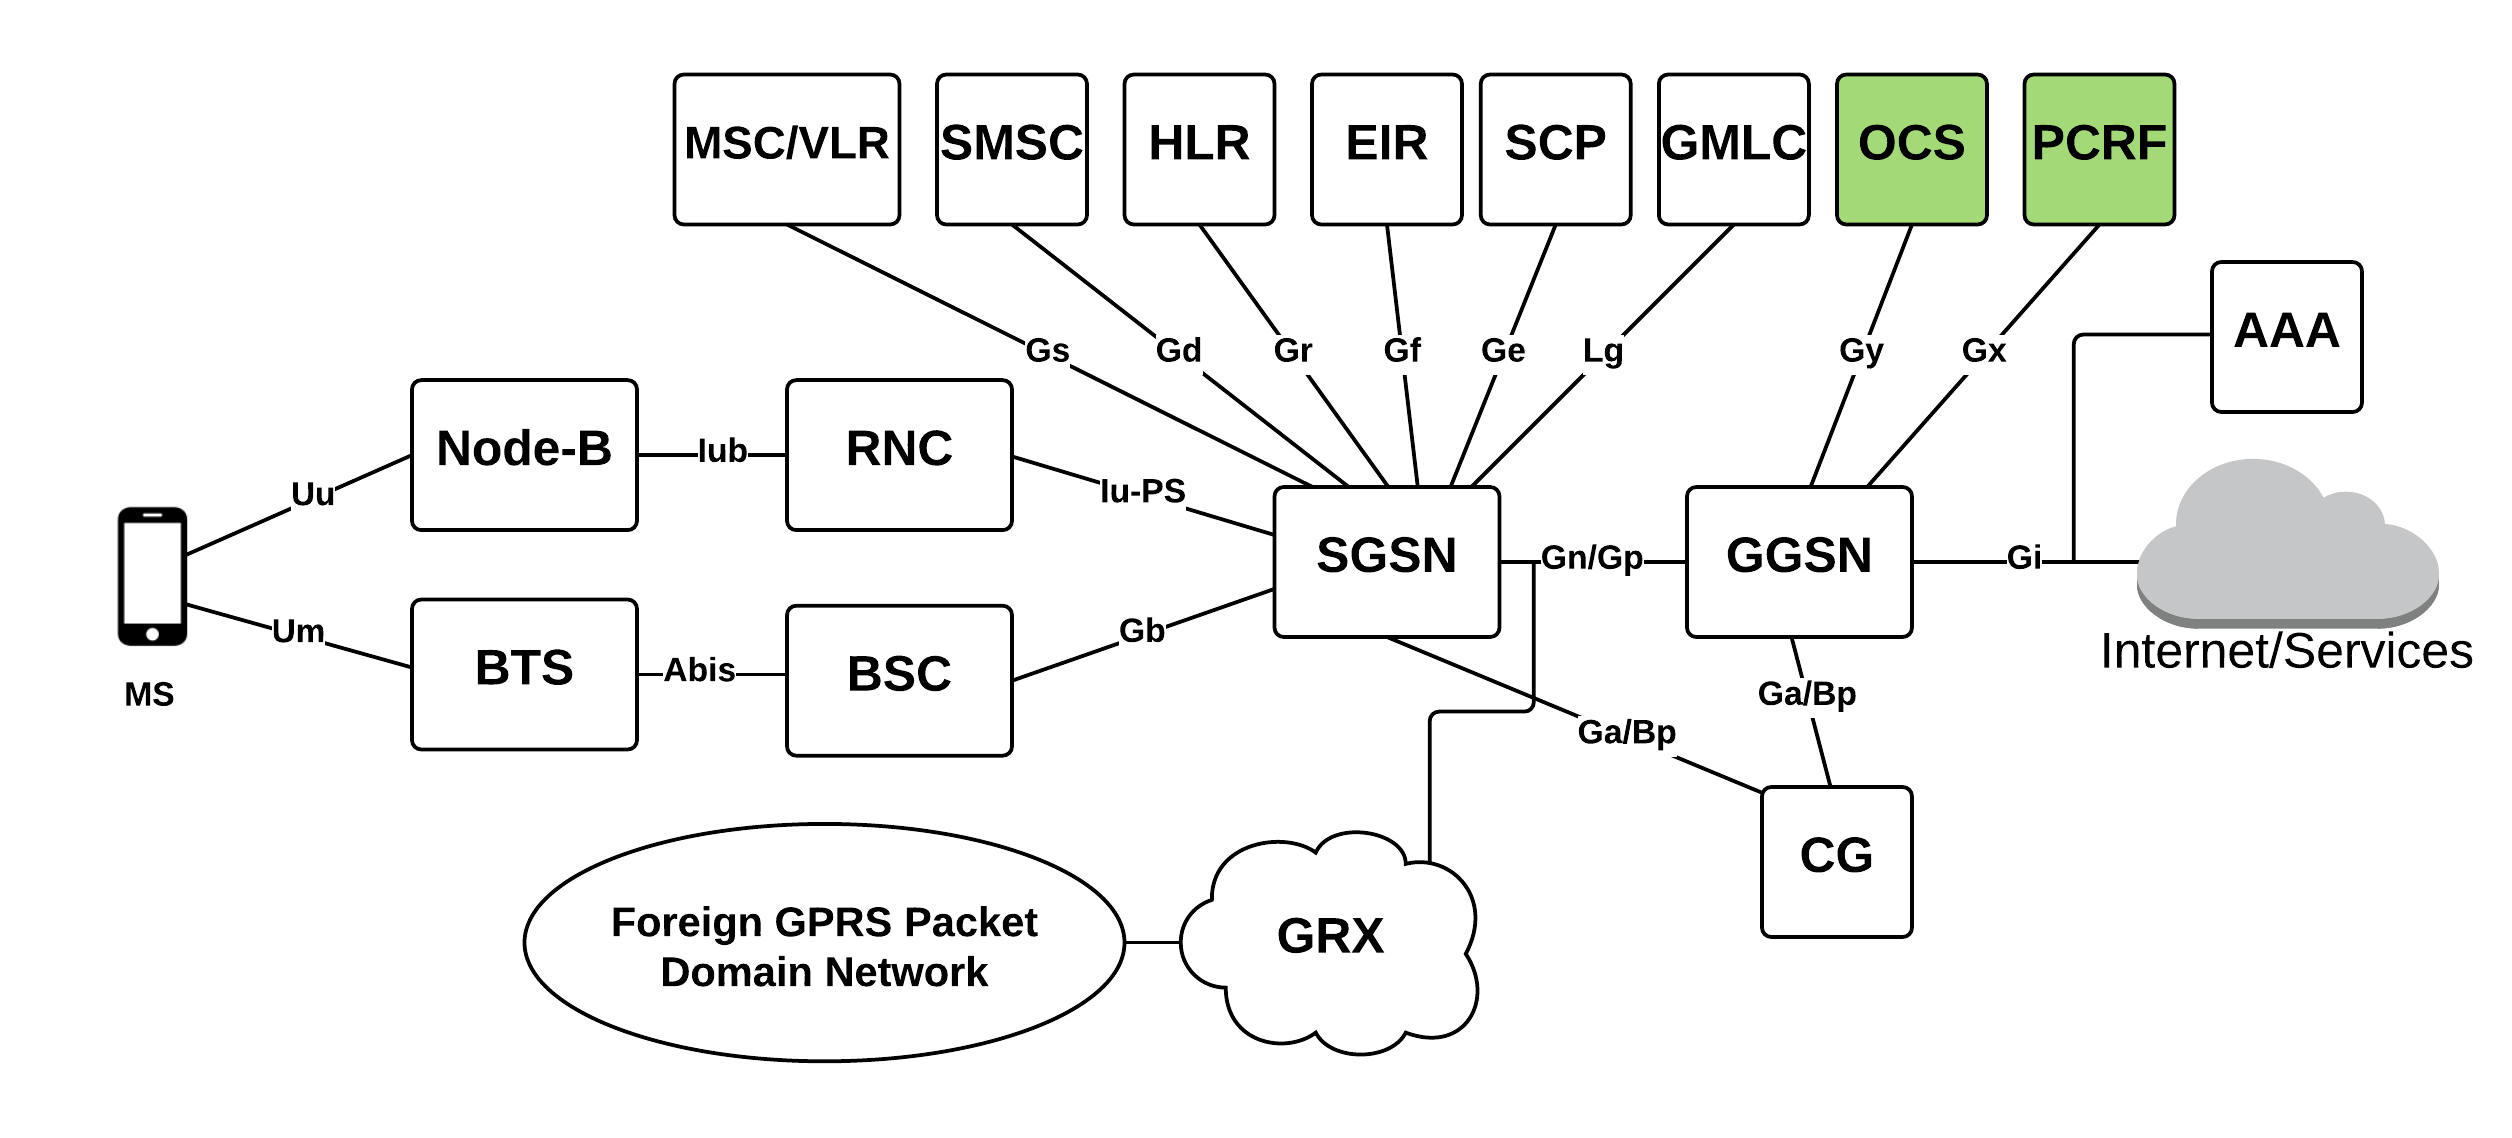 MSC/VLR
SMSC
HLR
EIR
SCP
GMLC
OCS
PCRF
AAA
Gs
Gd
Gr
Gf
Ge
Lg
Gy
Gx
Node-B
Iub
RNC
Uu
Iu-PS
SGSN
Gn/Gp
GGSN
Gi
Um
BTS
Abis
BSC
Gb
Internet/Services
MS
Ga/Bp
Ga/Bp
CG
Foreign GPRS Packet
Domain Network
GRX